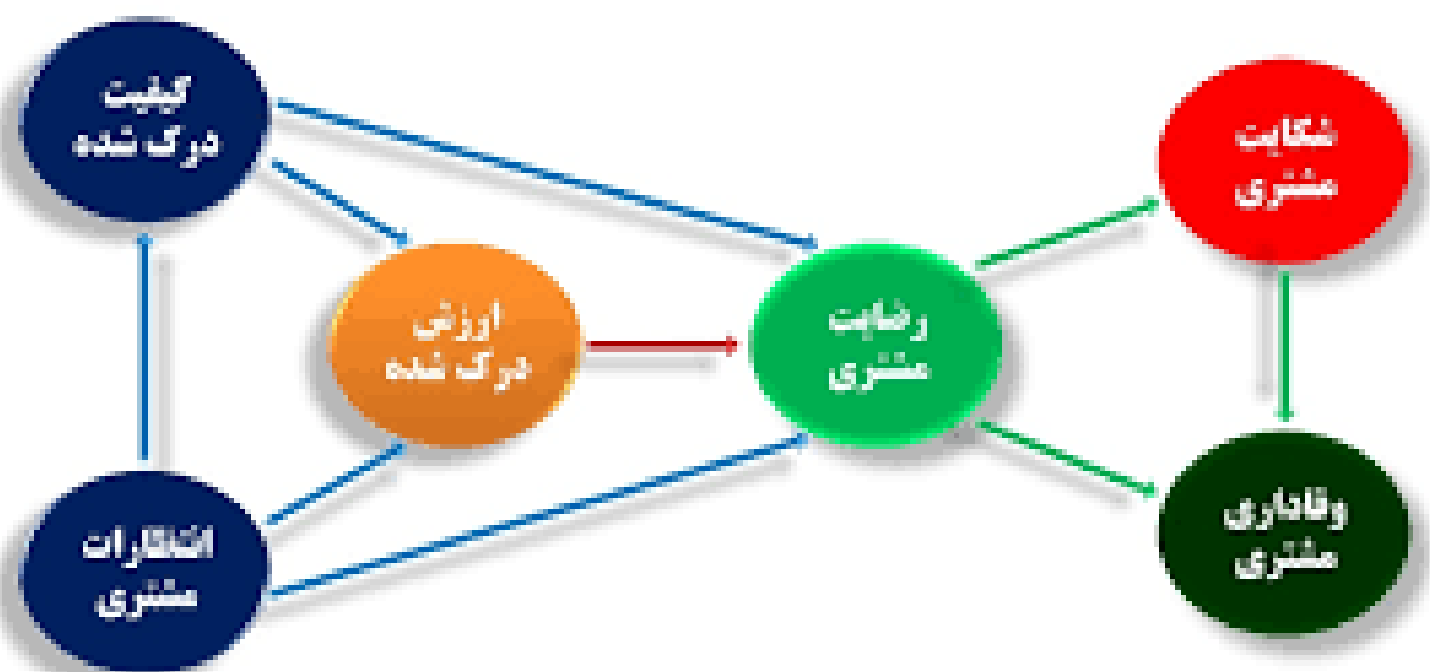 کیفیت
درک شده
شکایت
مشتری
ارزش
درک شده
رضایت
مشتری
انتظارات
مشتری
وفاداری
مشتری